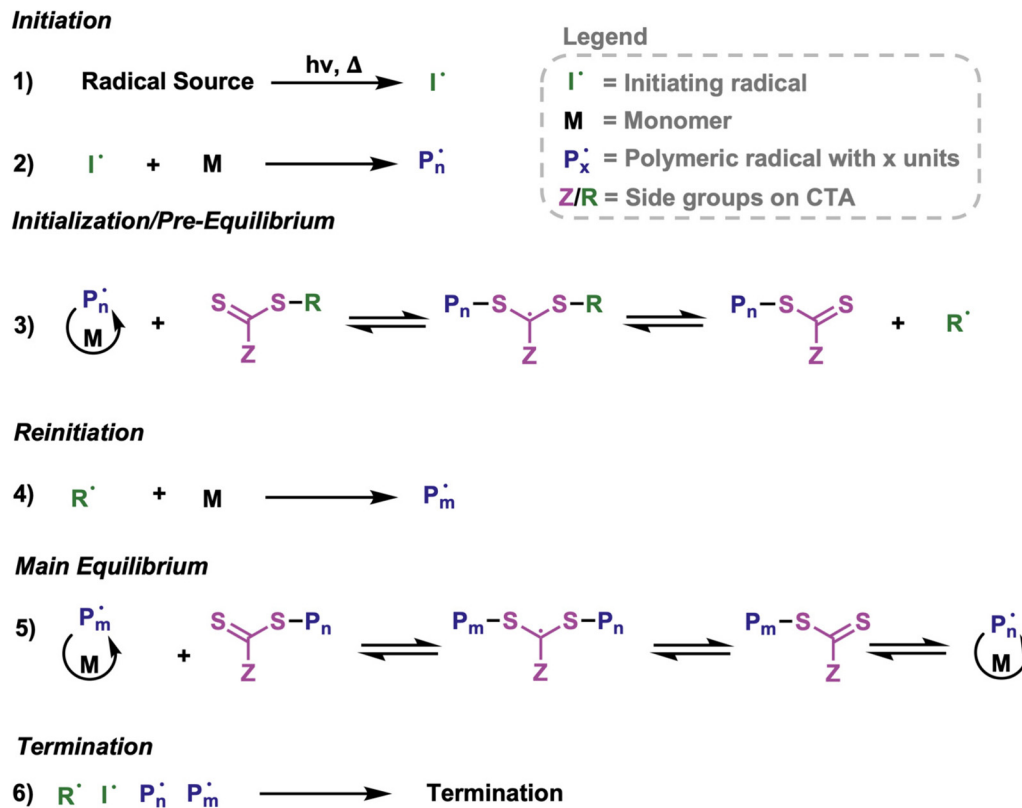 Initiation
Legend
1) Radical Source hν, Δ I•
I• = Initiating radical
M = Monomer
2) I• + M Pn•
Px• = Polymeric radical with x units
Z/R = Side groups on CTA
Initialization/Pre-Equilibrium
3) Pn• M + S S–R Z Pn–S S–R Z Pn–S S Z + R•
Reinitiation
4) R• + M Pm•
Main Equilibrium
5) Pm• M + S S–Pn Z Pm–S S–Pn Z Pm–S S Z Pn• M
Termination
6) R• I• Pn• Pm• Termination